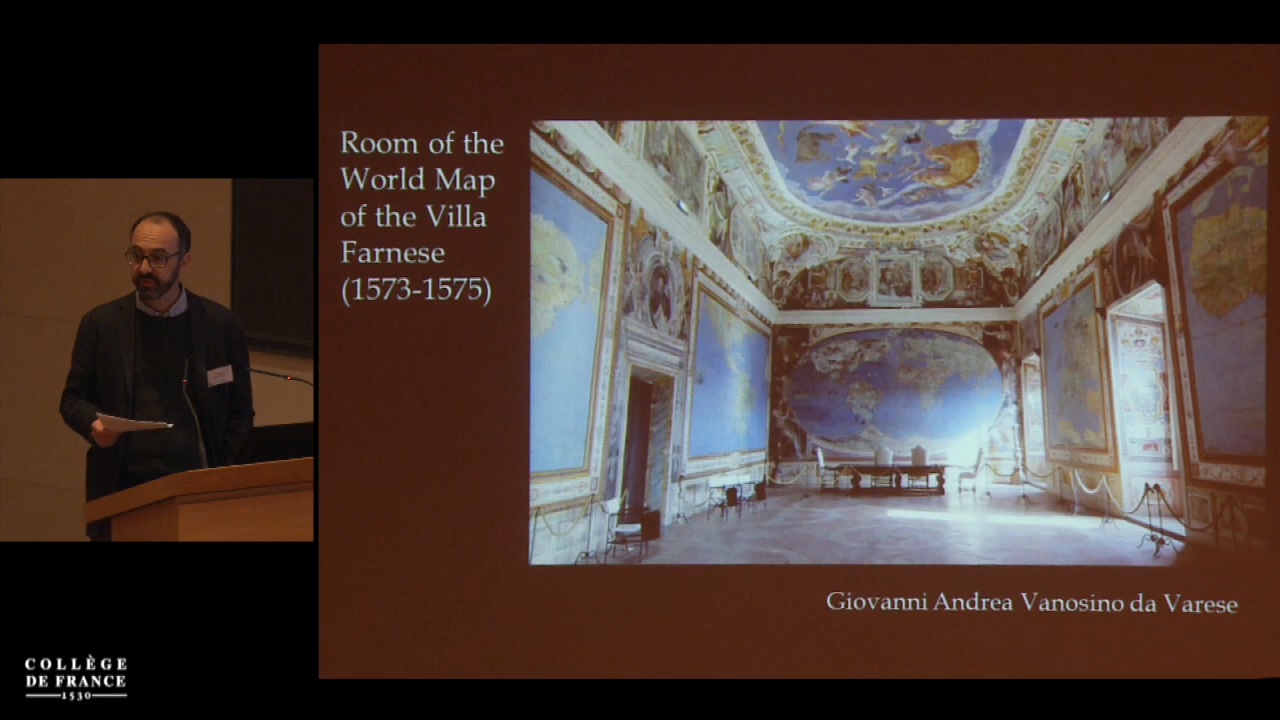 Room of the
World Map
of the Villa
Farnese
(1573-1575)
Giovanni Andrea Vanosino da Varese
COLLÈGE
DE FRANCE
1530